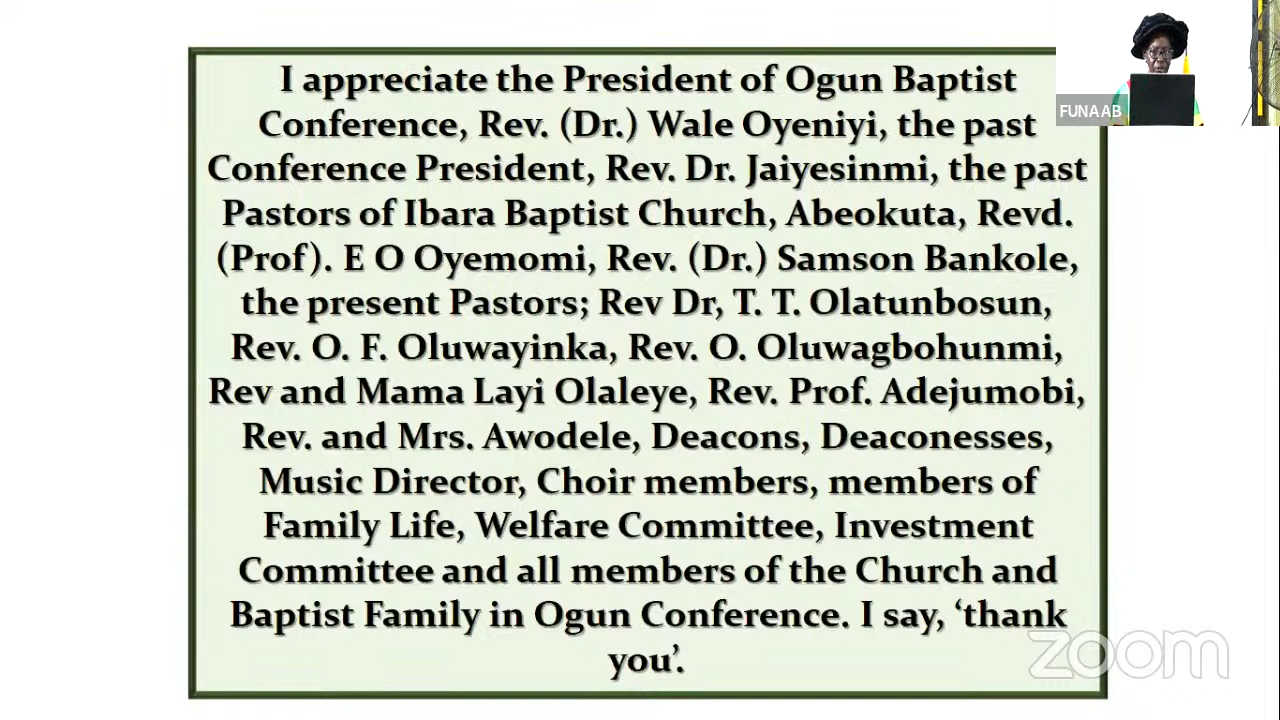 I appreciate the President of Ogun Baptist
Conference, Rev. (Dr.) Wale Oyeniyi, the past
Conference President, Rev. Dr. Jaiyesinmi, the past
Pastors of Ibara Baptist Church, Abeokuta, Revd.
(Prof). E O Oyemomi, Rev. (Dr.) Samson Bankole,
the present Pastors; Rev Dr, T. T. Olatunbosun,
Rev. O. F. Oluwayinka, Rev. O. Oluwagbohunmi,
Rev and Mama Layi Olaleye, Rev. Prof. Adejumobi,
Rev. and Mrs. Awodele, Deacons, Deaconesses,
Music Director, Choir members, members of
Family Life, Welfare Committee, Investment
Committee and all members of the Church and
Baptist Family in Ogun Conference. I say, ‘thank
you’.
FUNAAB
zoom